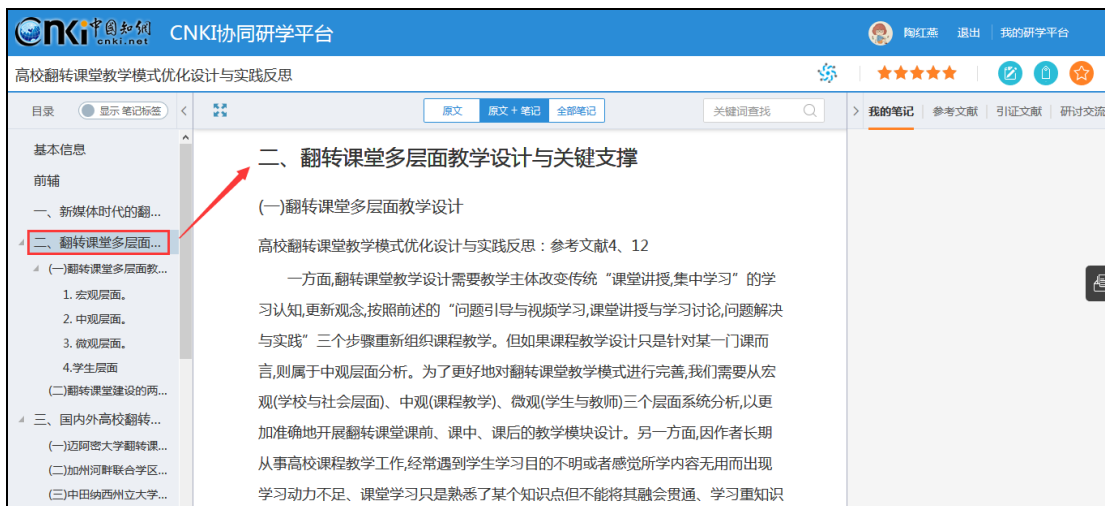 Cnki中国知网 cnki.net CNKI协同研学平台 陶红燕 退出 我的研学平台
高校翻转课堂教学模式优化设计与实践反思
目录 显示 笔记标签 < 原文 原文 + 笔记 全部笔记 关键词查找 > 我的笔记 参考文献 引证文献 研讨交流
基本信息
前辅
一、新媒体时代的翻...
二、翻转课堂多层面...
(一)翻转课堂多层面教...
1. 宏观层面。
2. 中观层面。
3. 微观层面。
4.学生层面
(二)翻转课堂建设的两...
三、国内外高校翻转...
(一)迈阿密大学翻转课...
(二)加州河畔联合学区...
(三)中田纳西州立大学...
二、翻转课堂多层面教学设计与关键支撑
(一)翻转课堂多层面教学设计
高校翻转课堂教学模式优化设计与实践反思：参考文献4、12
一方面,翻转课堂教学设计需要教学主体改变传统“课堂讲授,集中学习”的学
习认知,更新观念,按照前述的“问题引导与视频学习,课堂讲授与学习讨论,问题解决
与实践”三个步骤重新组织课程教学。但如果课程教学设计只是针对某一门课而
言,则属于中观层面分析。为了更好地对翻转课堂教学模式进行完善,我们需要从宏
观(学校与社会层面)、中观(课程教学)、微观(学生与教师)三个层面系统分析,以更
加准确地开展翻转课堂课前、课中、课后的教学模块设计。另一方面,因作者长期
从事高校课程教学工作,经常遇到学生学习目的不明或者感觉所学内容无用而出现
学习动力不足、课堂学习只是熟悉了某个知识点但不能将其融会贯通、学习重知识